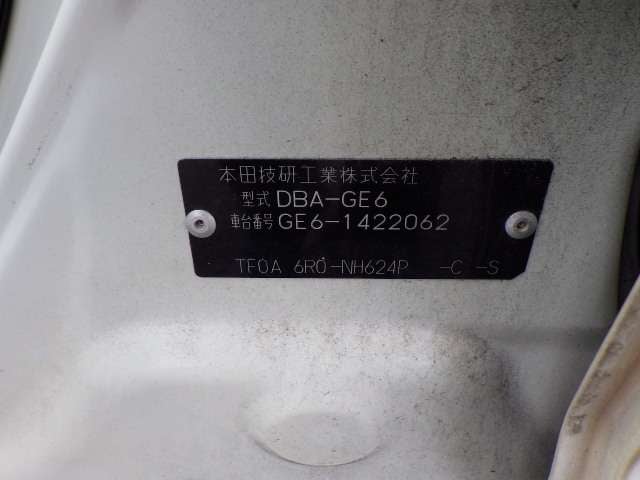 本田技研工業株式会社
型式 DBA-GE6
車台番号 GE6-1422062
TF0A 6R0-NH624P -C -S